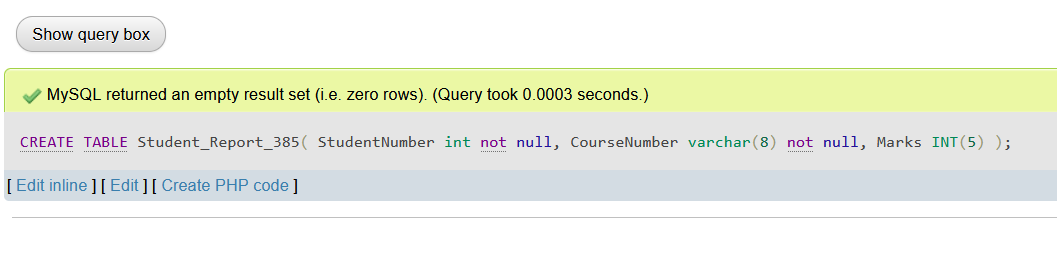 Show query box
MySQL returned an empty result set (i.e. zero rows). (Query took 0.0003 seconds.)
CREATE TABLE Student_Report_385( StudentNumber int not null, CourseNumber varchar(8) not null, Marks INT(5) );
[ Edit inline ] [ Edit ] [ Create PHP code ]